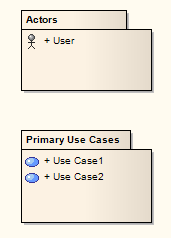 Actors
+ User
Primary Use Cases
+ Use Case1
+ Use Case2